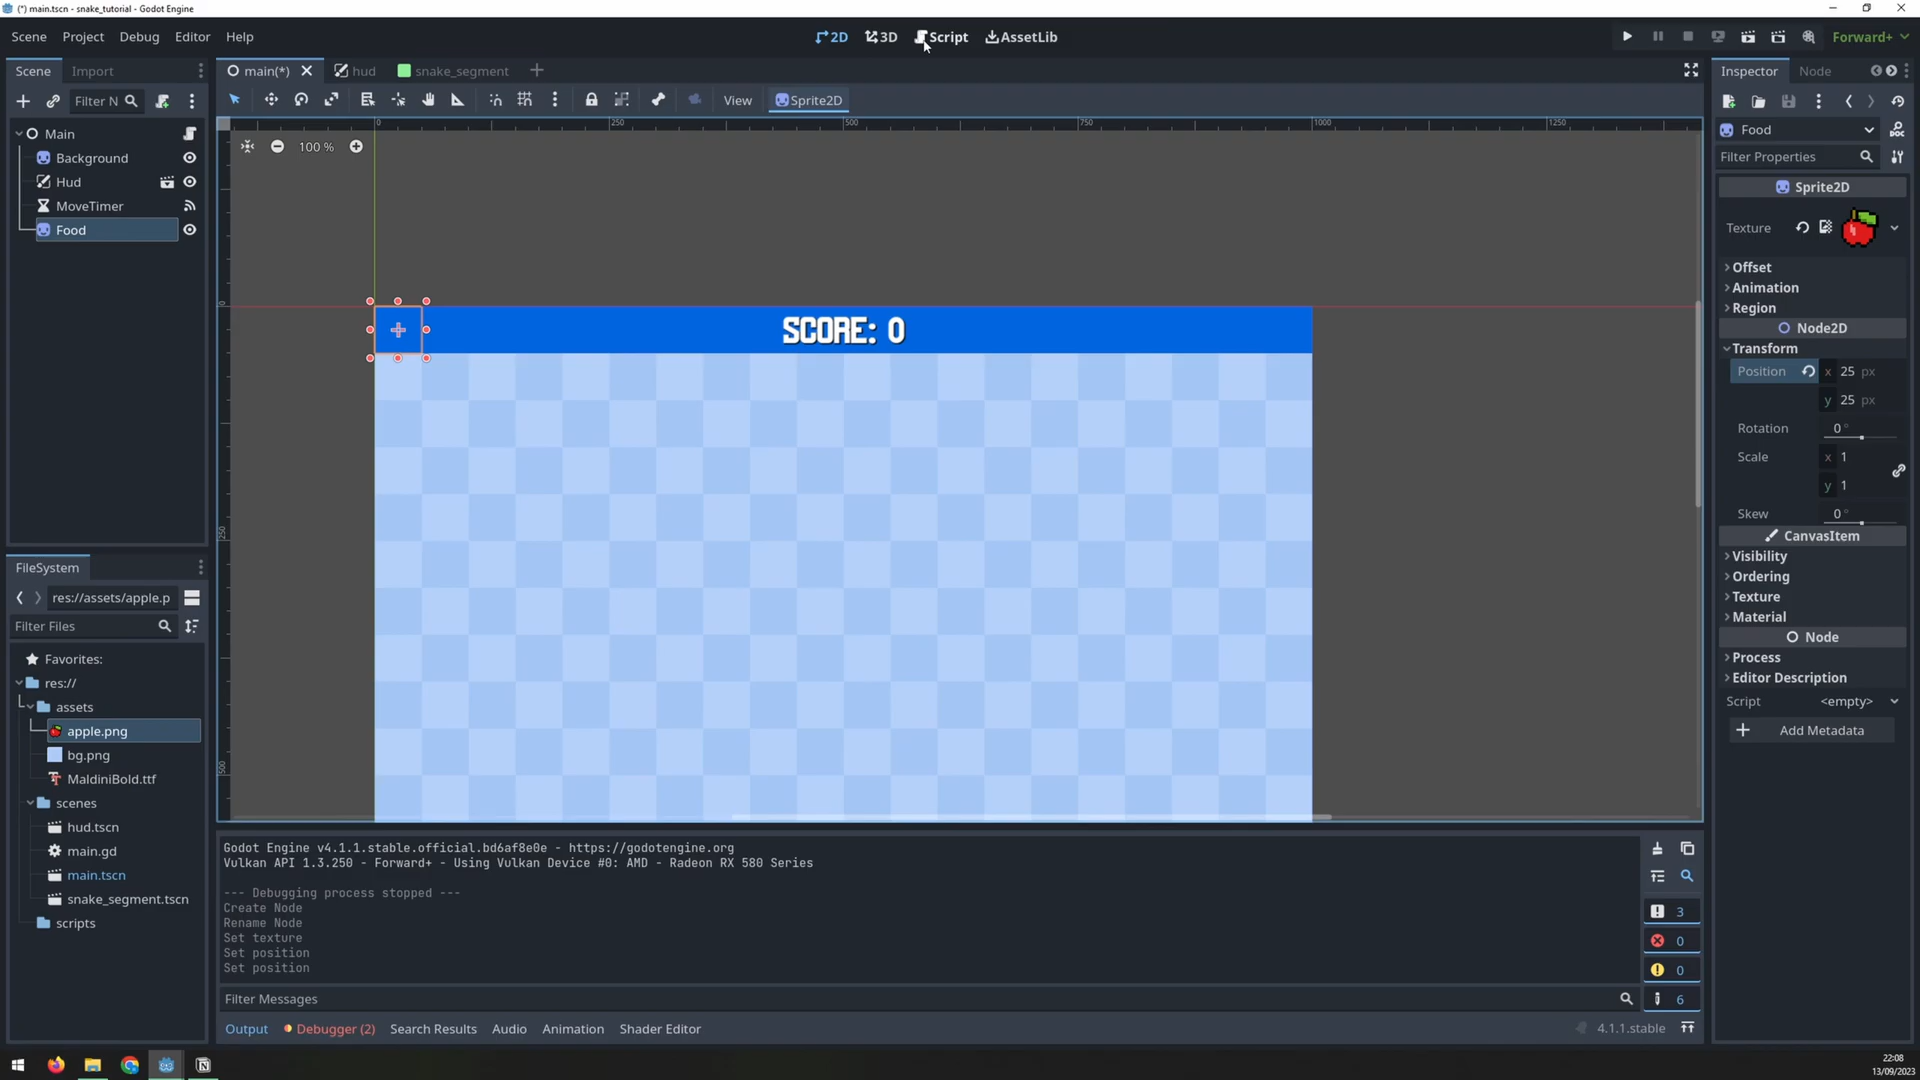 (*) main.tscn - snake_tutorial - Godot Engine
Scene Project Debug Editor Help
2D 3D Script AssetLib
Forward+
Scene Import
main(*) hud snake_segment
Inspector Node
Filter N
View Sprite2D
Main
Background
Hud
MoveTimer
Food
0 250 500 750 1000 1250
100 %
0
250
500
SCORE: 0
Food
Filter Properties
Sprite2D
Texture
Offset
Animation
Region
Node2D
Transform
Position x 25 px
y 25 px
Rotation 0 °
Scale x 1
y 1
Skew 0 °
CanvasItem
Visibility
Ordering
Texture
Material
Node
Process
Editor Description
Script <empty>
Add Metadata
FileSystem
res://assets/apple.p
Filter Files
Favorites:
res://
assets
apple.png
bg.png
MaldiniBold.ttf
scenes
hud.tscn
main.gd
main.tscn
snake_segment.tscn
scripts
Godot Engine v4.1.1.stable.official.bd6af8e0e - https://godotengine.org
Vulkan API 1.3.250 - Forward+ - Using Vulkan Device #0: AMD - Radeon RX 580 Series
--- Debugging process stopped ---
Create Node
Rename Node
Set texture
Set position
Set position
3
0
0
6
Filter Messages
Output Debugger (2) Search Results Audio Animation Shader Editor
4.1.1.stable
22:08
13/09/2023